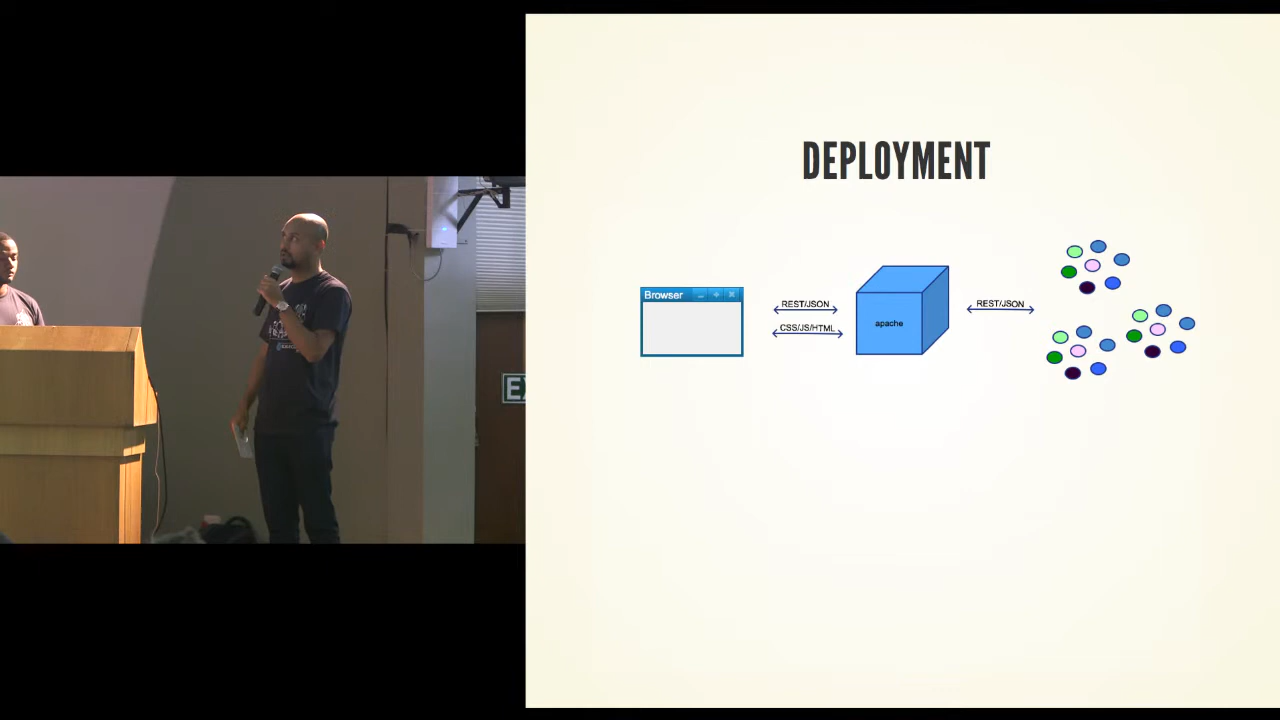 DEPLOYMENT
Browser
REST/JSON
CSS/JS/HTML
apache
REST/JSON
E